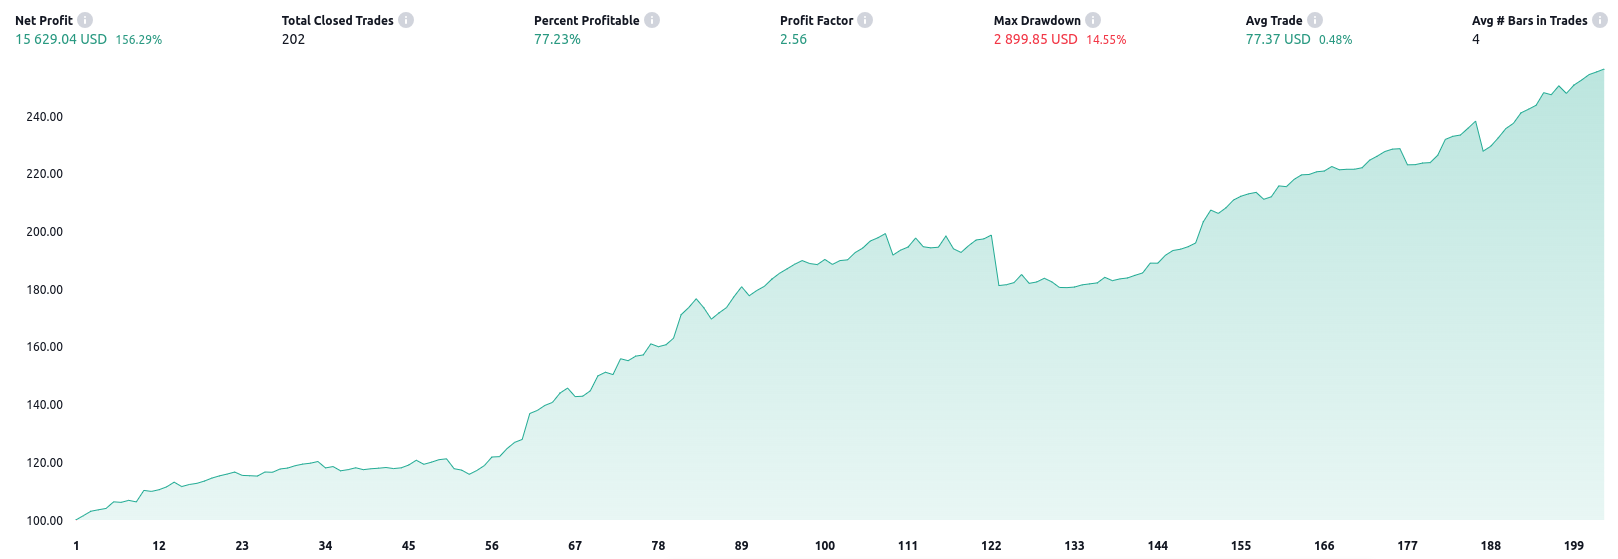 Net Profit Total Closed Trades Percent Profitable Profit Factor Max Drawdown Avg Trade Avg # Bars in Trades
15 629.04 USD 156.29% 202 77.23% 2.56 2 899.85 USD 14.55% 77.37 USD 0.48% 4
240.00
220.00
200.00
180.00
160.00
140.00
120.00
100.00
1 12 23 34 45 56 67 78 89 100 111 122 133 144 155 166 177 188 199